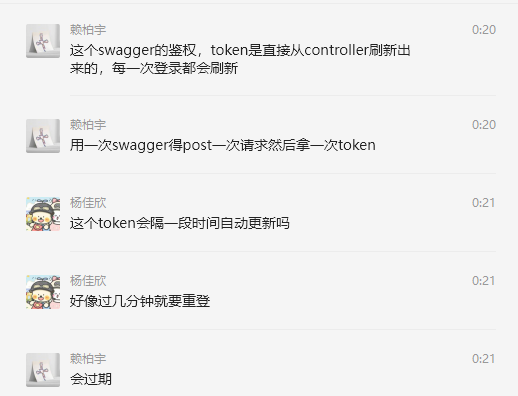 赖柏宇 0:20
这个swagger的鉴权，token是直接从controller刷新出
来的，每一次登录都会刷新
赖柏宇 0:20
用一次swagger得post一次请求然后拿一次token
杨佳欣 0:21
这个token会隔一段时间自动更新吗
杨佳欣 0:21
好像过几分钟就要重登
赖柏宇 0:21
会过期